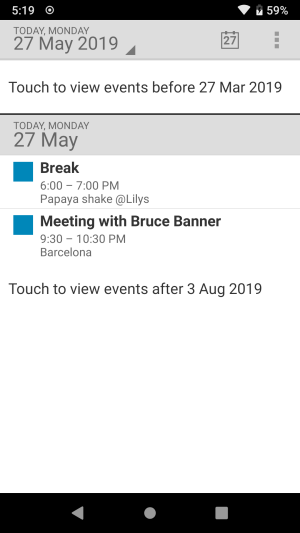 5:19
59%
TODAY, MONDAY
27 May 2019
27
Touch to view events before 27 Mar 2019
TODAY, MONDAY
27 May
Break
6:00 – 7:00 PM
Papaya shake @Lilys
Meeting with Bruce Banner
9:30 – 10:30 PM
Barcelona
Touch to view events after 3 Aug 2019